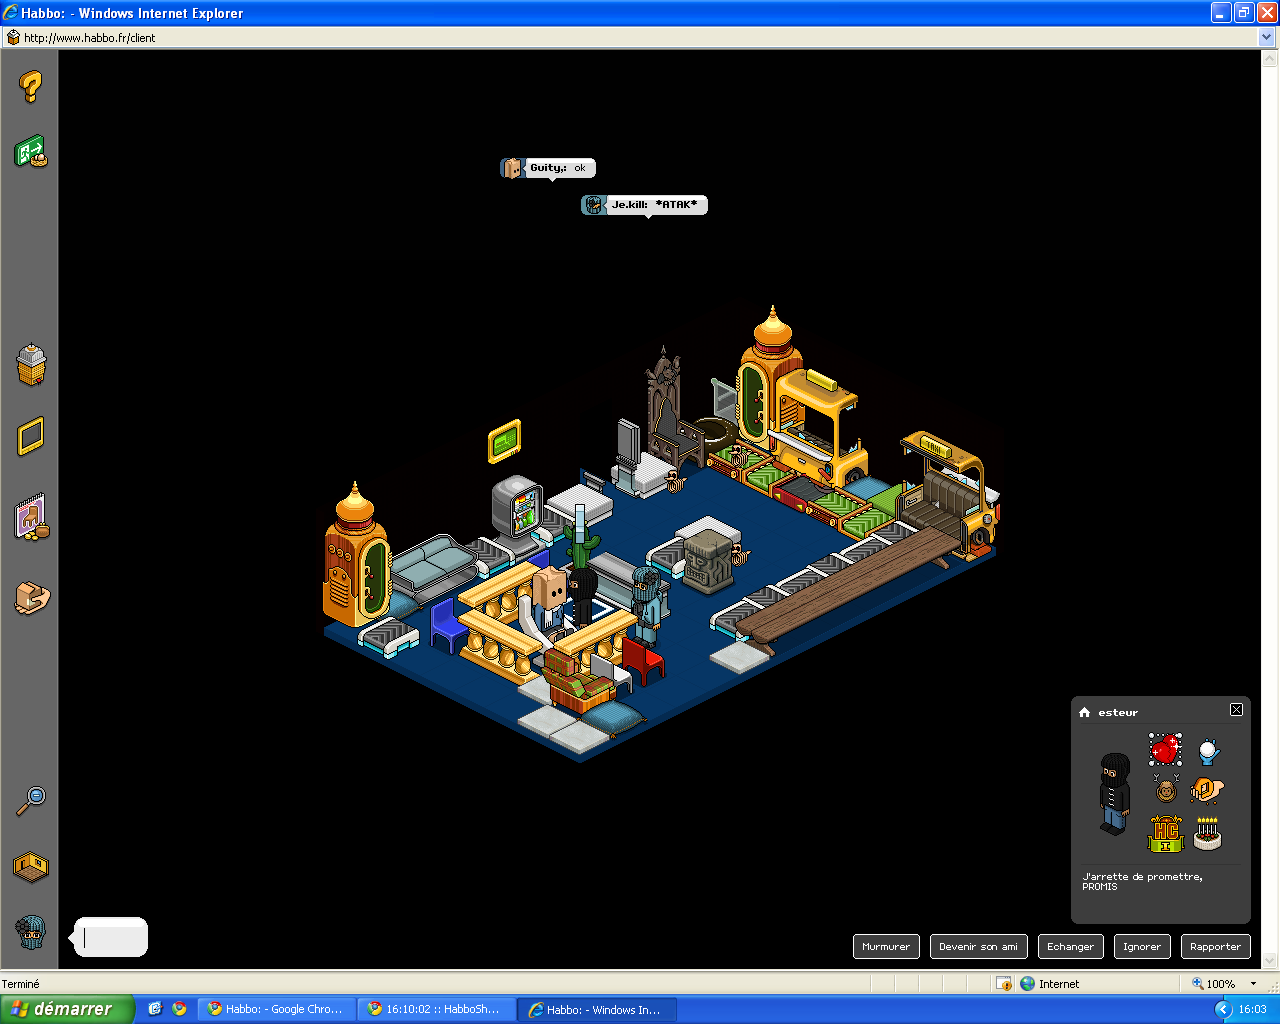 Habbo: - Windows Internet Explorer
http://www.habbo.fr/client
Guity,: ok
Je.kill: *ATAK*
TAXI
esteur
HC
I
J'arrette de promettre,
PROMIS
Murmurer
Devenir son ami
Echanger
Ignorer
Rapporter
Terminé
Internet
100%
démarrer
Habbo: - Google Chro...
16:10:02 :: HabboSh...
Habbo: - Windows In...
16:03